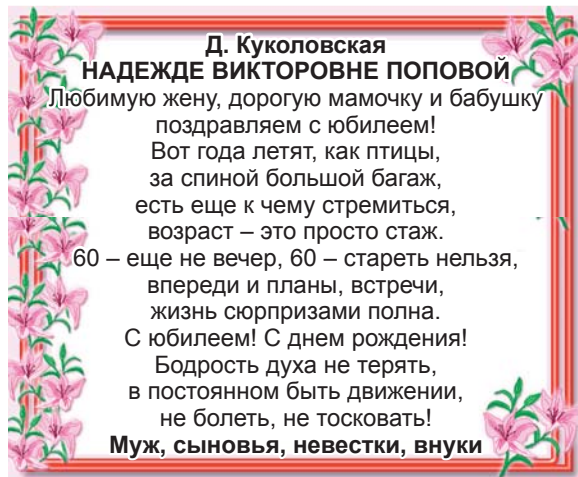 Д. Куколовская
НАДЕЖДЕ ВИКТОРОВНЕ ПОПОВОЙ
Любимую жену, дорогую мамочку и бабушку
поздравляем с юбилеем!
Вот года летят, как птицы,
за спиной большой багаж,
есть еще к чему стремиться,
возраст – это просто стаж.
60 – еще не вечер, 60 – стареть нельзя,
впереди и планы, встречи,
жизнь сюрпризами полна.
С юбилеем! С днем рождения!
Бодрость духа не терять,
в постоянном быть движении,
не болеть, не тосковать!
Муж, сыновья, невестки, внуки